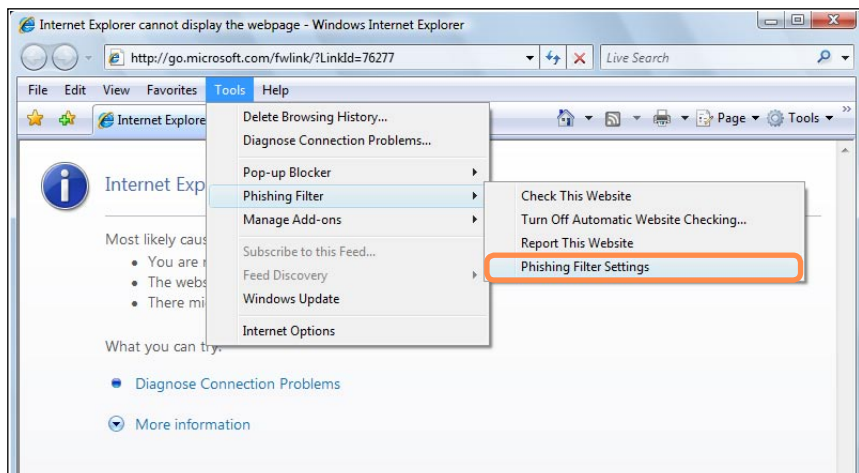 Internet Explorer cannot display the webpage - Windows Internet Explorer
http://go.microsoft.com/fwlink/?LinkId=76277
Live Search
File Edit View Favorites Tools Help
Internet Explore
Page Tools
Delete Browsing History...
Diagnose Connection Problems...
Pop-up Blocker
Phishing Filter
Manage Add-ons
Subscribe to this Feed...
Feed Discovery
Windows Update
Internet Options
Check This Website
Turn Off Automatic Website Checking...
Report This Website
Phishing Filter Settings
Internet Exp
Most likely caus
You are
The webs
There mi
What you can try:
Diagnose Connection Problems
More information